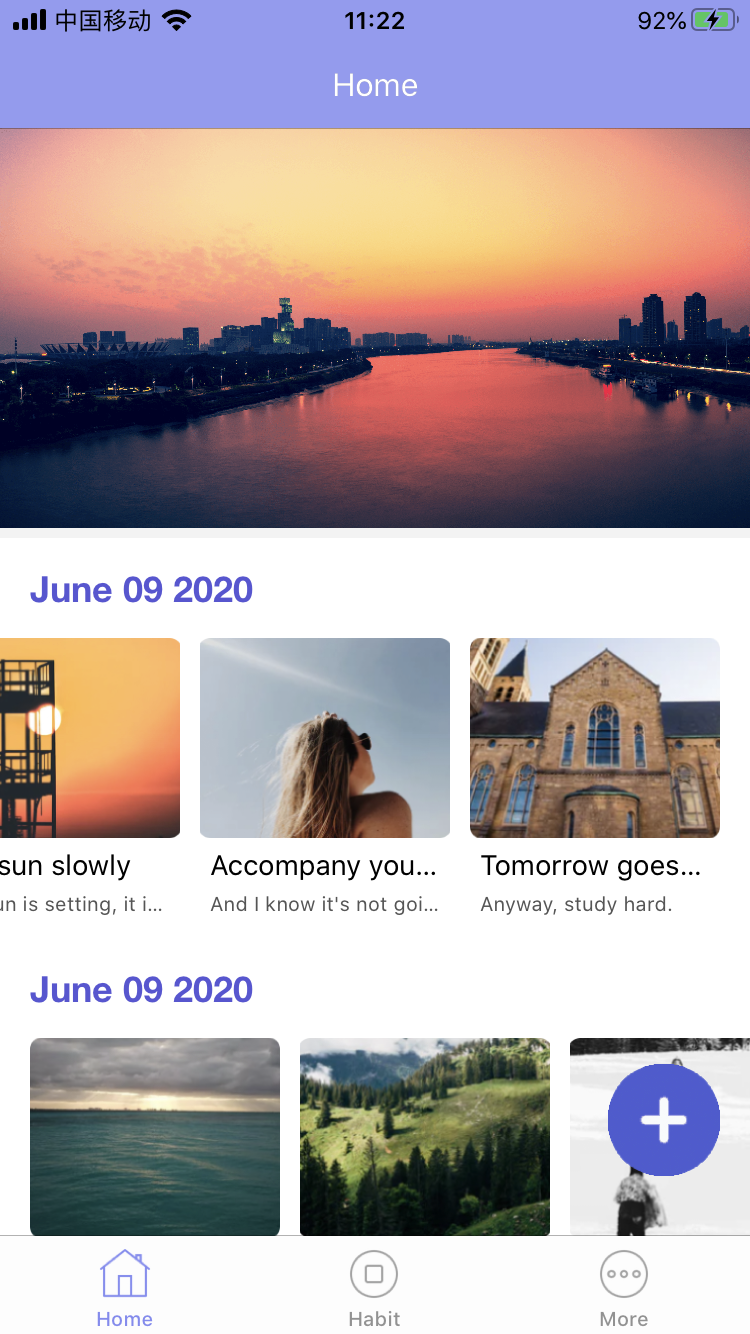 中国移动
11:22
92%
Home
June 09 2020
sun slowly
Accompany you...
Tomorrow goes...
un is setting, it i...
And I know it's not goi...
Anyway, study hard.
June 09 2020
Home
Habit
More